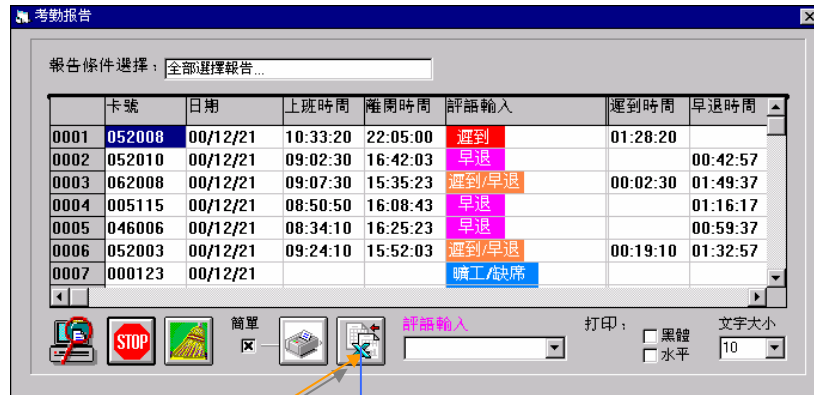 考勤报告
報告條件選擇：全部選擇報告...
卡號 日期 上班時間 離開時間 評語輸入 遲到時間 早退時間
0001 052008 00/12/21 10:33:20 22:05:00 遲到 01:28:20
0002 052010 00/12/21 09:02:30 16:42:03 早退 00:42:57
0003 062008 00/12/21 09:07:30 15:35:23 遲到/早退 00:02:30 01:49:37
0004 005115 00/12/21 08:50:50 16:08:43 早退 01:16:17
0005 046006 00/12/21 08:34:10 16:25:23 早退 00:59:37
0006 052003 00/12/21 09:24:10 15:52:03 遲到/早退 00:19:10 01:32:57
0007 000123 00/12/21 曠工/缺席
STOP 簡單 評語輸入 打印： 黑體 文字大小
水平 10